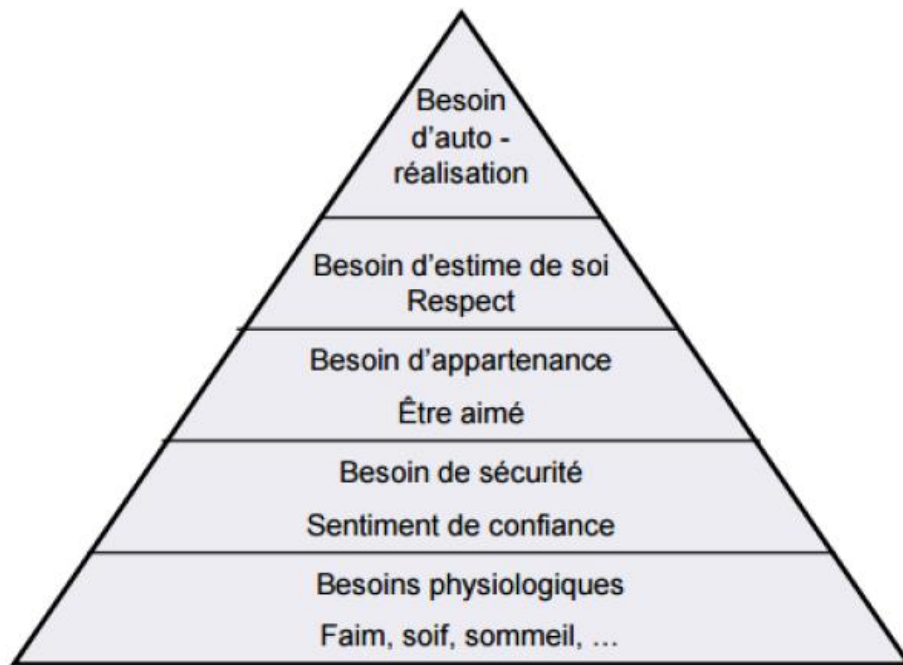 Besoin
d’auto -
réalisation
Besoin d’estime de soi
Respect
Besoin d’appartenance
Être aimé
Besoin de sécurité
Sentiment de confiance
Besoins physiologiques
Faim, soif, sommeil, …